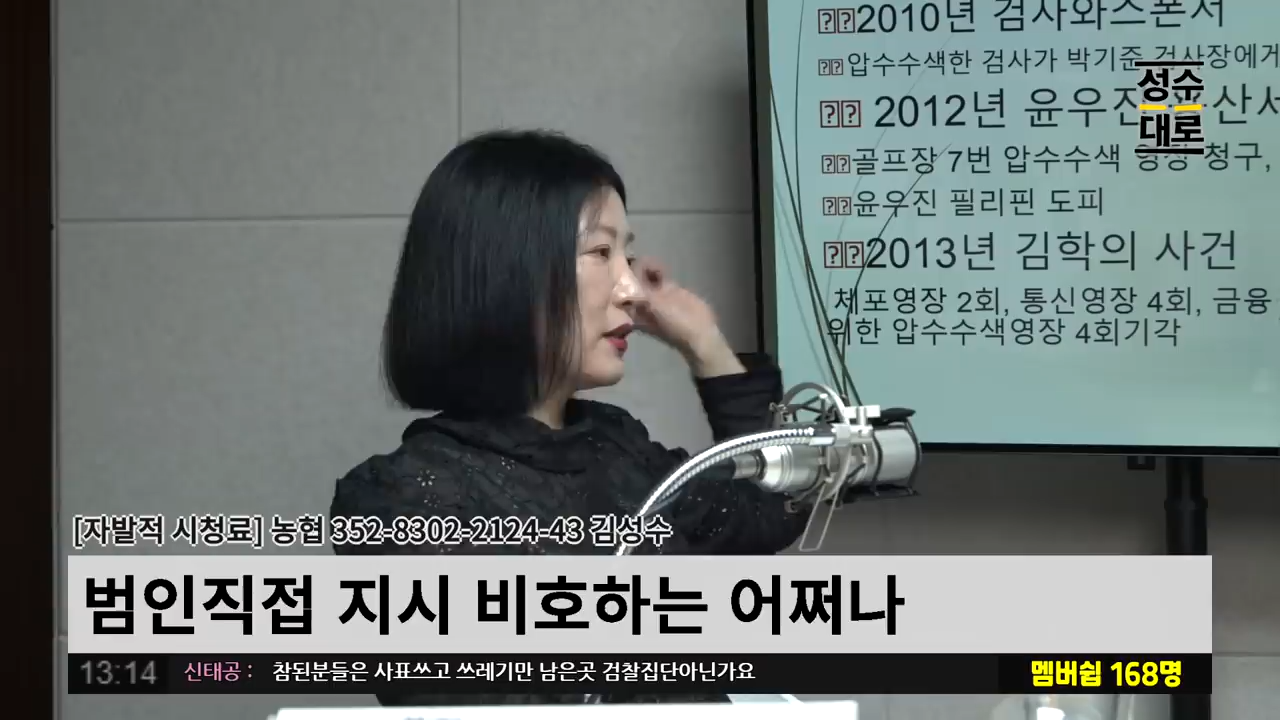 2010년 검사와스폰서
압수수색한 검사가 박기준 검사장에게
성수
대로
2012년 윤우진
골프장 7번 압수수색 영장 청구,
윤우진 필리핀 도피
2013년 김학의 사건
체포영장 2회, 통신영장 4회, 금융
위한 압수수색영장 4회기각
[자발적 시청료] 농협 352-8302-2124-43 김성수
범인직접 지시 비호하는 어쩌나
13:14 신태공 : 참된분들은 사표쓰고 쓰레기만 남은곳 검찰집단아닌가요 멤버쉽 168명